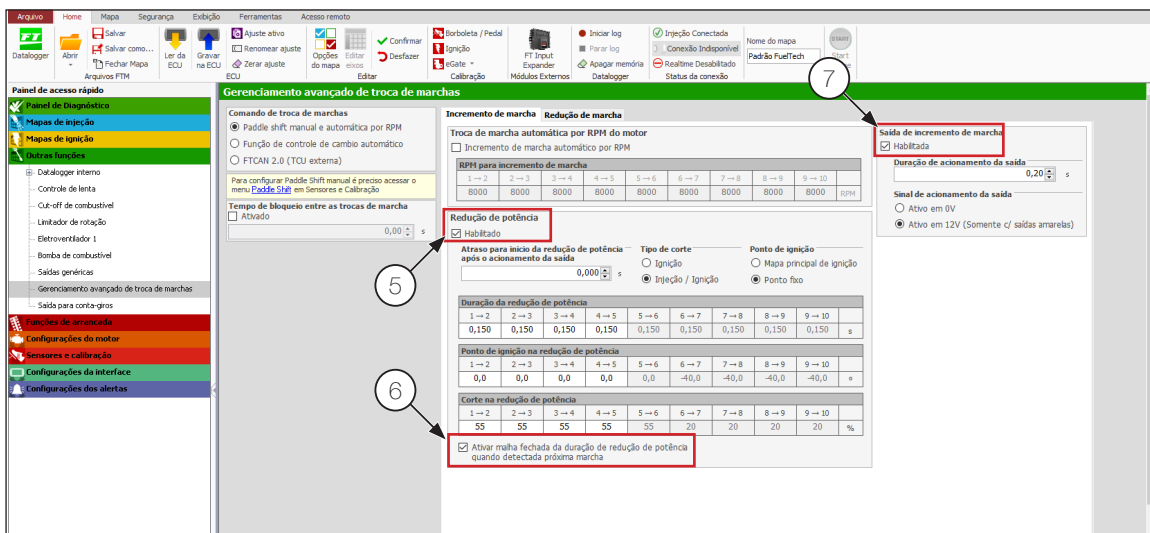 Arquivo Home Mapa Segurança Exibição Ferramentas Acesso remoto
FT
Datalogger
Abrir
Salvar
Salvar como...
Fechar Mapa
Arquivos FTM
Ler da ECU
Gravar na ECU
Ajuste ativo
Renomear ajuste
Zerar ajuste
ECU
Opções do mapa
Editar eixos
Confirmar
Desfazer
Editar
Borboleta / Pedal
Ignição
eGate
Calibração
FT Input Expander
Módulos Externos
Iniciar log
Parar log
Apagar memória
Datalogger
Injeção Conectada
Conexão Indisponível
Realtime Desabilitado
Status da conexão
Nome do mapa
Padrão FuelTech
START
Start
Painel de acesso rápido
Painel de Diagnóstico
Mapas de injeção
Mapas de ignição
Outras funções
Datalogger interno
Controle de lenta
Cut-off de combustível
Limitador de rotação
Eletroventilador 1
Bomba de combustível
Saídas genéricas
Gerenciamento avançado de troca de marchas
Saída para conta-giros
Funções de arrancada
Configurações do motor
Sensores e calibração
Configurações da interface
Configurações dos alertas
Gerenciamento avançado de troca de marchas
Comando de troca de marchas
Paddle shift manual e automática por RPM
Função de controle de cambio automático
FTCAN 2.0 (TCU externa)
Para configurar Paddle Shift manual é preciso acessar o
menu Paddle Shift em Sensores e Calibração
Tempo de bloqueio entre as trocas de marcha
Ativado
0,00 s
Incremento de marcha Redução de marcha
Troca de marcha automática por RPM do motor
Incremento de marcha automático por RPM
RPM para incremento de marcha
1→2 2→3 3→4 4→5 5→6 6→7 7→8 8→9 9→10
8000 8000 8000 8000 8000 8000 8000 8000 8000 RPM
Redução de potência
Habilitado
Atraso para início da redução de potência
após o acionamento da saída
0,000 s
Tipo de corte
Ignição
Injeção / Ignição
Ponto de ignição
Mapa principal de ignição
Ponto fixo
Duração da redução de potência
1→2 2→3 3→4 4→5 5→6 6→7 7→8 8→9 9→10
0,150 0,150 0,150 0,150 0,150 0,150 0,150 0,150 0,150 s
Ponto de ignição na redução de potência
1→2 2→3 3→4 4→5 5→6 6→7 7→8 8→9 9→10
0,0 0,0 0,0 0,0 0,0 -40,0 -40,0 -40,0 -40,0 º
Corte na redução de potência
1→2 2→3 3→4 4→5 5→6 6→7 7→8 8→9 9→10
55 55 55 55 55 20 20 20 20 %
Ativar malha fechada da duração de redução de potência
quando detectada próxima marcha
Saída de incremento de marcha
Habilitada
Duração de acionamento da saída
0,20 s
Sinal de acionamento da saída
Ativo em 0V
Ativo em 12V (Somente c/ saídas amarelas)
5
6
7